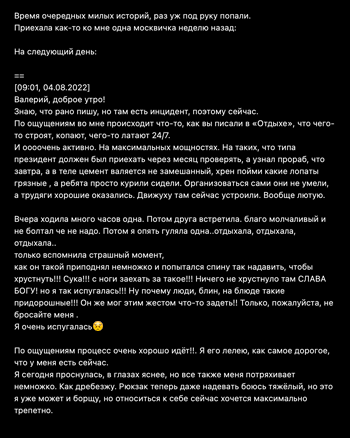 Время очередных милых историй, раз уж под руку попали.
Приехала как-то ко мне одна москвичка неделю назад:
На следующий день:
==
[09:01, 04.08.2022]
Валерий, доброе утро!
Знаю, что рано пишу, но там есть инцидент, поэтому сейчас.
По ощущениям во мне происходит что-то, как вы писали в «Отдыхе», что чего-
то строят, копают, чего-то латают 24/7.
И оооочень активно. На максимальных мощностях. На таких, что типа
президент должен был приехать через месяц проверять, а узнал прораб, что
завтра, а в теле цемент валяется не замешанный, хрен пойми какие лопаты
грязные , а ребята просто курили сидели. Организоваться сами они не умели,
а трудяги хорошие оказались. Движуху там сейчас устроили. Вообще лютую.
Вчера ходила много часов одна. Потом друга встретила. благо молчаливый и
не болтал че не надо. Потом я опять гуляла одна..отдыхала, отдыхала,
отдыхала..
только вспомнила страшный момент,
как он такой приподнял немножко и попытался спину так надавить, чтобы
хрустнуть!!! Сука!!! с ноги заехать за такое!!! Ничего не хрустнуло там СЛАВА
БОГУ! но я так испугалась!!! Ну почему люди, блин, на блюде такие
придорошные!!! Он же мог этим жестом что-то задеть!! Только, пожалуйста, не
бросайте меня .
Я очень испугалась😢
По ощущениям процесс очень хорошо идёт!!. Я его лелею, как самое дорогое,
что у меня есть сейчас.
Я сегодня проснулась, в глазах яснее, но все также меня потряхивает
немножко. Как дребезжу. Рюкзак теперь даже надевать боюсь тяжёлый, но это
я уже может и борщу, но относиться к себе сейчас хочется максимально
трепетно.